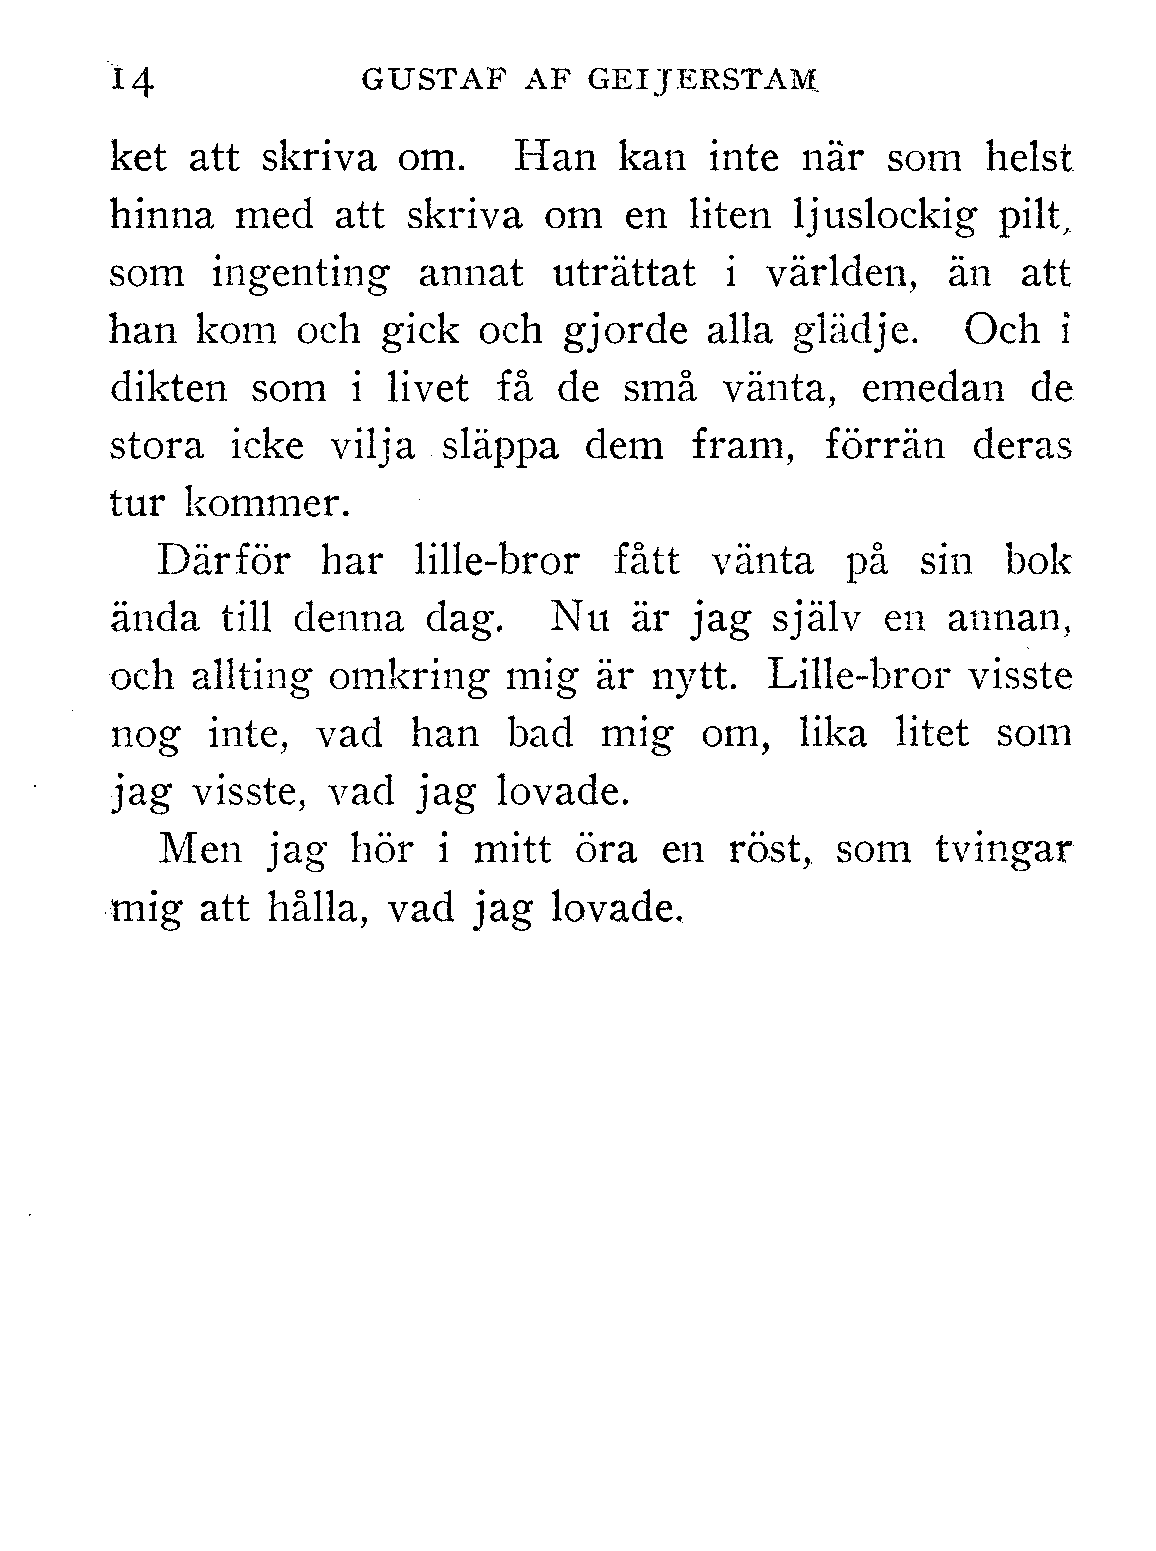 14 GUSTAF AF GEIJERSTAM
ket att skriva om. Han kan inte när som helst
hinna med att skriva om en liten ljuslockig pilt,
som ingenting annat uträttat i världen, än att
han kom och gick och gjorde alla glädje. Och i
dikten som i livet få de små vänta, emedan de
stora icke vilja släppa dem fram, förrän deras
tur kommer.
Därför har lille-bror fått vänta på sin bok
ända till denna dag. Nu är jag själv en annan,
och allting omkring mig är nytt. Lille-bror visste
nog inte, vad han bad mig om, lika litet som
jag visste, vad jag lovade.
Men jag hör i mitt öra en röst, som tvingar
mig att hålla, vad jag lovade.